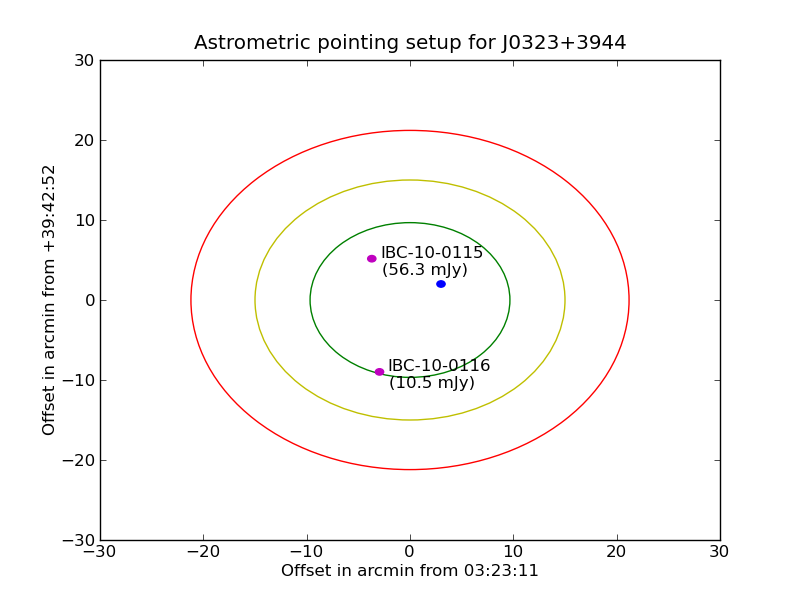 Astrometric pointing setup for J0323+3944
Offset in arcmin from +39:42:52
30
20
10
0
−10
−20
−30
IBC-10-0115
(56.3 mJy)
IBC-10-0116
(10.5 mJy)
−30
−20
−10
0
10
20
30
Offset in arcmin from 03:23:11